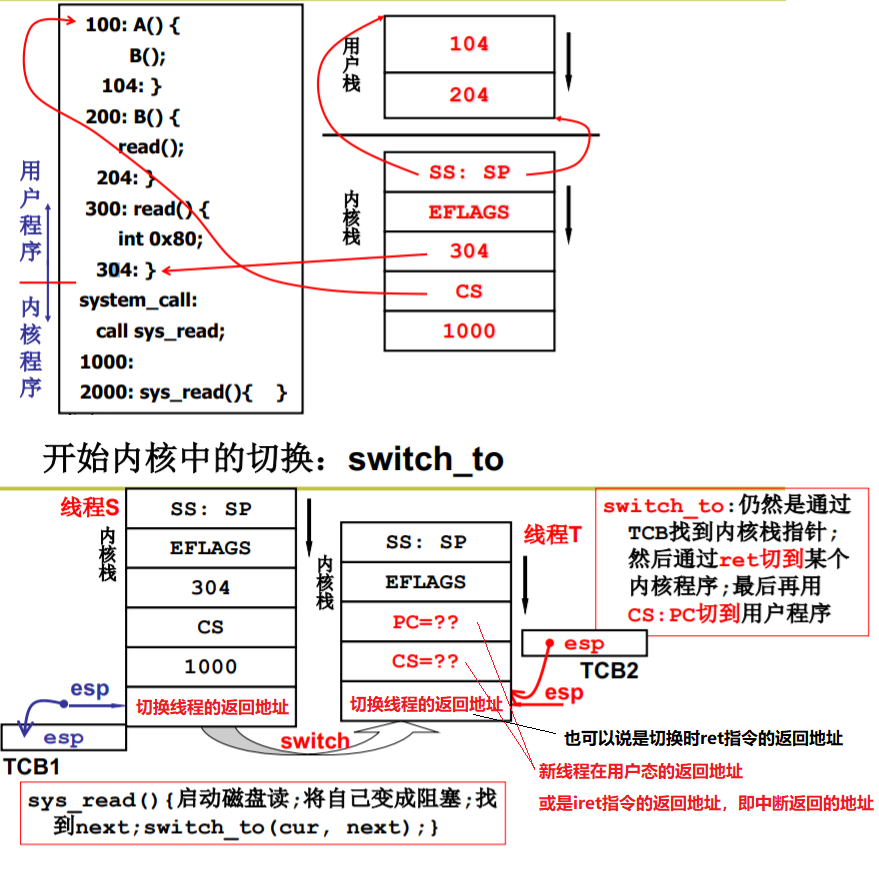 100: A() {
B();
104: }
200: B() {
read();
204: }
300: read() {
int 0x80;
304: }
system_call:
call sys_read;
1000:
2000: sys_read(){ }
用户程序
内核程序
用户栈
104
204
内核栈
SS: SP
EFLAGS
304
CS
1000
开始内核中的切换：switch_to
线程S
内核栈
SS: SP
EFLAGS
304
CS
1000
切换线程的返回地址
esp
esp
TCB1
switch
内核栈
线程T
SS: SP
EFLAGS
PC=??
CS=??
切换线程的返回地址
esp
TCB2
esp
switch_to:仍然是通过
TCB找到内核栈指针;
然后通过ret切到某个
内核程序;最后再用
CS:PC切到用户程序
也可以说是切换时ret指令的返回地址
新线程在用户态的返回地址
或是iret指令的返回地址，即中断返回的地址
sys_read(){启动磁盘读;将自己变成阻塞;找
到next;switch_to(cur, next);}